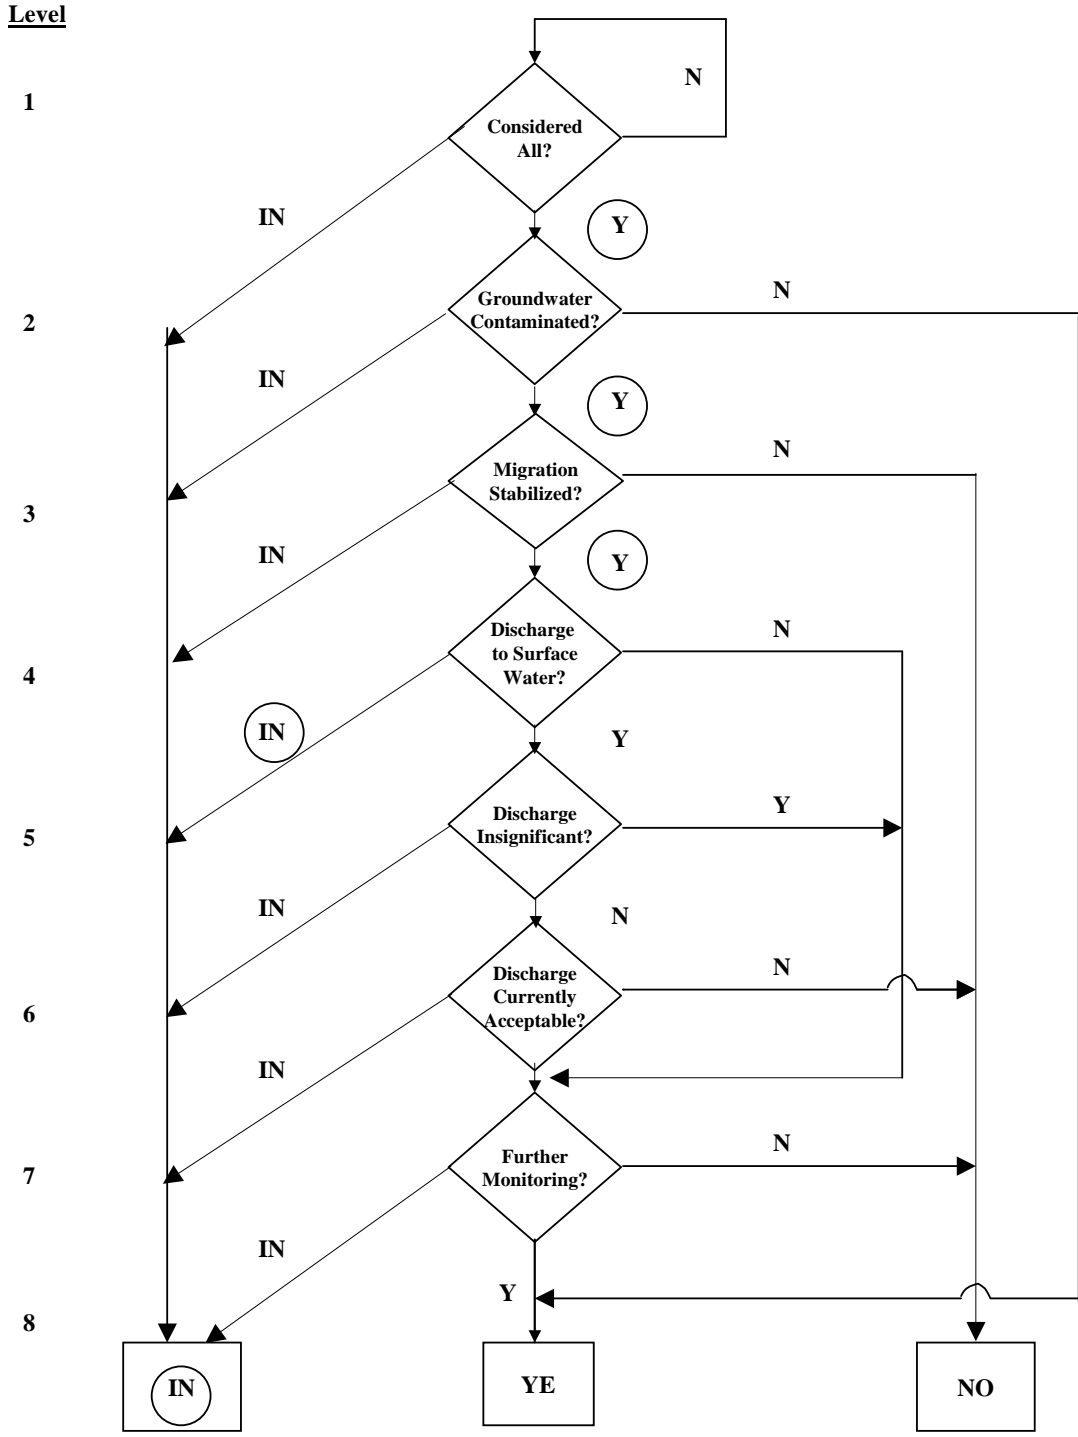 Level
N
1
Considered
All?
IN
Y
N
Groundwater
Contaminated?
2
IN
Y
N
Migration
Stabilized?
3
IN
Y
N
Discharge
to Surface
Water?
4
IN
Y
Y
Discharge
Insignificant?
5
IN
N
N
Discharge
Currently
Acceptable?
6
IN
N
Further
Monitoring?
7
IN
Y
8
IN
YE
NO